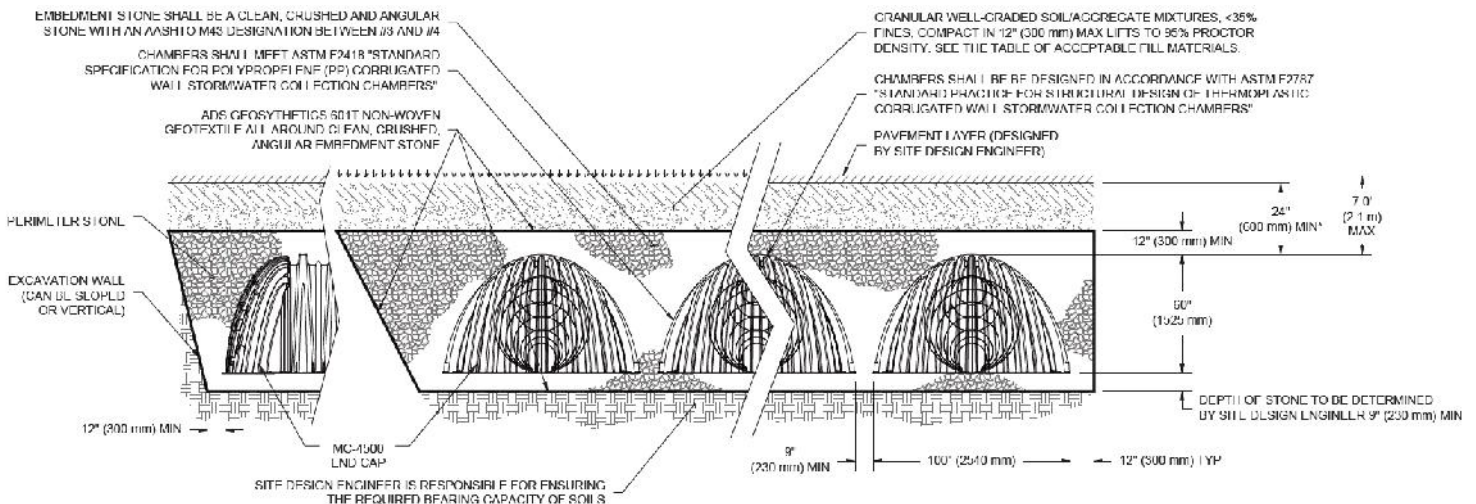 EMBEDMENT STONE SHALL BE A CLEAN, CRUSHED AND ANGULAR
STONE WITH AN AASHTO M43 DESIGNATION BETWEEN #3 AND #4
CHAMBERS SHALL MEET ASTM F2418 "STANDARD
SPECIFICATION FOR POLYPROPELENE (PP) CORRUGATED
WALL STORMWATER COLLECTION CHAMBERS"
ADS GEOSYTHETICS 601T NON-WOVEN
GEOTEXTILE ALL AROUND CLEAN, CRUSHED,
ANGULAR EMBEDMENT STONE
GRANULAR WELL-GRADED SOIL/AGGREGATE MIXTURES, <35%
FINES, COMPACT IN 12" (300 mm) MAX LIFTS TO 95% PROCTOR
DENSITY. SEE THE TABLE OF ACCEPTABLE FILL MATERIALS.
CHAMBERS SHALL BE BE DESIGNED IN ACCORDANCE WITH ASTM F2787
"STANDARD PRACTICE FOR STRUCTURAL DESIGN OF THERMOPLASTIC
CORRUGATED WALL STORMWATER COLLECTION CHAMBERS"
PAVEMENT LAYER (DESIGNED
BY SITE DESIGN ENGINEER)
PERIMETER STONE
EXCAVATION WALL
(CAN BE SLOPED
OR VERTICAL)
24"
(600 mm) MIN*
7.0'
(2.1 m)
MAX
12" (300 mm) MIN
60"
(1525 mm)
DEPTH OF STONE TO BE DETERMINED
BY SITE DESIGN ENGINEER 9" (230 mm) MIN
12" (300 mm) MIN
MC-4500
END CAP
9"
(230 mm) MIN
100" (2540 mm)
12" (300 mm) TYP
SITE DESIGN ENGINEER IS RESPONSIBLE FOR ENSURING
THE REQUIRED BEARING CAPACITY OF SOILS